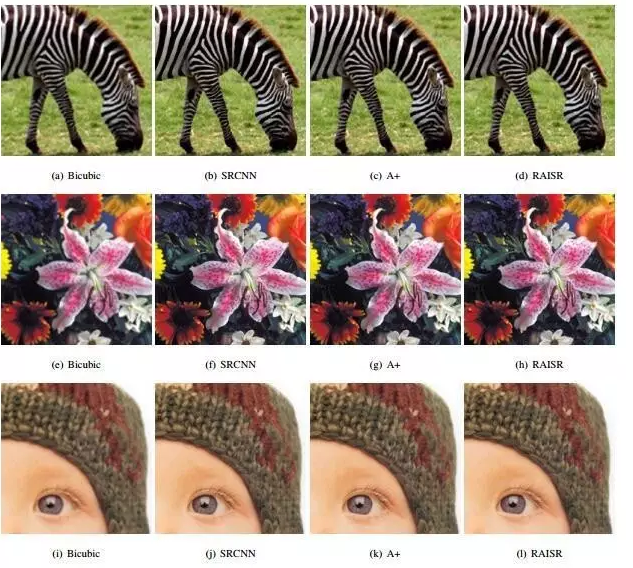 (a) Bicubic
(b) SRCNN
(c) A+
(d) RAISR
(e) Bicubic
(f) SRCNN
(g) A+
(h) RAISR
(i) Bicubic
(j) SRCNN
(k) A+
(l) RAISR